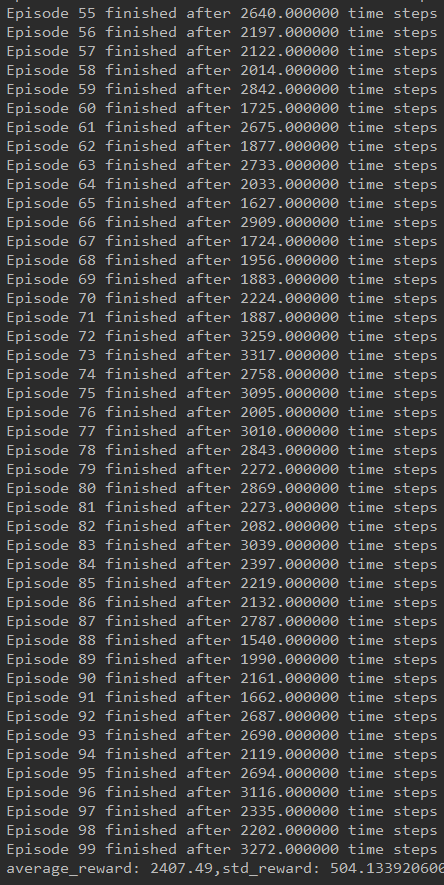 Episode 55 finished after 2640.000000 time steps
Episode 56 finished after 2197.000000 time steps
Episode 57 finished after 2122.000000 time steps
Episode 58 finished after 2014.000000 time steps
Episode 59 finished after 2842.000000 time steps
Episode 60 finished after 1725.000000 time steps
Episode 61 finished after 2675.000000 time steps
Episode 62 finished after 1877.000000 time steps
Episode 63 finished after 2733.000000 time steps
Episode 64 finished after 2033.000000 time steps
Episode 65 finished after 1627.000000 time steps
Episode 66 finished after 2909.000000 time steps
Episode 67 finished after 1724.000000 time steps
Episode 68 finished after 1956.000000 time steps
Episode 69 finished after 1883.000000 time steps
Episode 70 finished after 2224.000000 time steps
Episode 71 finished after 1887.000000 time steps
Episode 72 finished after 3259.000000 time steps
Episode 73 finished after 3317.000000 time steps
Episode 74 finished after 2758.000000 time steps
Episode 75 finished after 3095.000000 time steps
Episode 76 finished after 2005.000000 time steps
Episode 77 finished after 3010.000000 time steps
Episode 78 finished after 2843.000000 time steps
Episode 79 finished after 2272.000000 time steps
Episode 80 finished after 2869.000000 time steps
Episode 81 finished after 2273.000000 time steps
Episode 82 finished after 2082.000000 time steps
Episode 83 finished after 3039.000000 time steps
Episode 84 finished after 2397.000000 time steps
Episode 85 finished after 2219.000000 time steps
Episode 86 finished after 2132.000000 time steps
Episode 87 finished after 2787.000000 time steps
Episode 88 finished after 1540.000000 time steps
Episode 89 finished after 1990.000000 time steps
Episode 90 finished after 2161.000000 time steps
Episode 91 finished after 1662.000000 time steps
Episode 92 finished after 2687.000000 time steps
Episode 93 finished after 2690.000000 time steps
Episode 94 finished after 2119.000000 time steps
Episode 95 finished after 2694.000000 time steps
Episode 96 finished after 3116.000000 time steps
Episode 97 finished after 2335.000000 time steps
Episode 98 finished after 2202.000000 time steps
Episode 99 finished after 3272.000000 time steps
average_reward: 2407.49,std_reward: 504.133920606